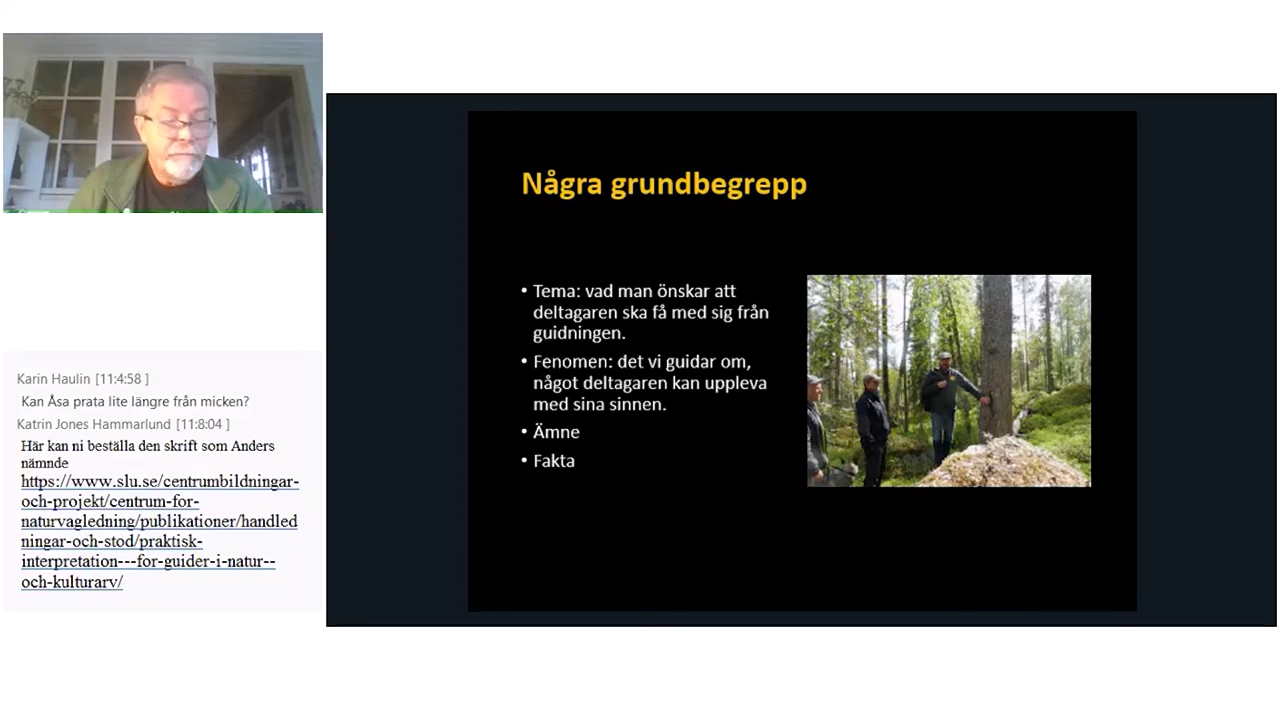 Några grundbegrepp
• Tema: vad man önskar att
deltagaren ska få med sig från
guidningen.
• Fenomen: det vi guidar om,
något deltagaren kan uppleva
med sina sinnen.
• Ämne
• Fakta
Karin Haulin [11:4:58 ]
Kan Åsa prata lite längre från micken?
Katrin Jones Hammarlund [11:8:04 ]
Här kan ni beställa den skrift som Anders
nämnde
https://www.slu.se/centrumbildningar-
och-projekt/centrum-for-
naturvagledning/publikationer/handled
ningar-och-stod/praktisk-
interpretation---for-guider-i-natur--
och-kulturarv/